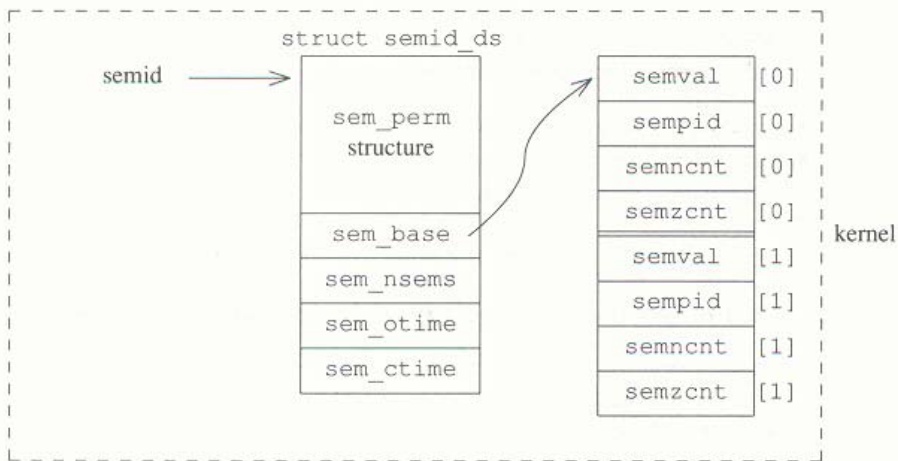 struct semid_ds
semid
sem_perm
structure
sem_base
sem_nsems
sem_otime
sem_ctime
semval [0]
sempid [0]
semncnt [0]
semzcnt [0]
semval [1]
sempid [1]
semncnt [1]
semzcnt [1]
kernel